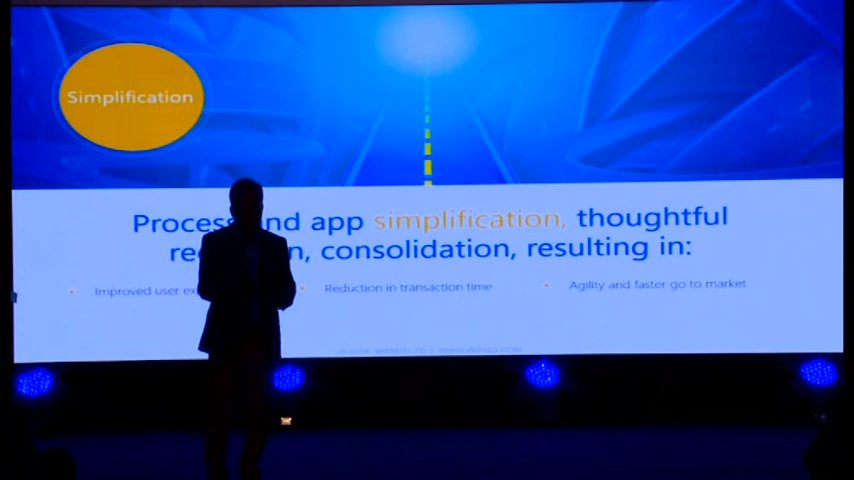 Simplification
Process and app simplification, thoughtful
consolidation, resulting in:
Improved user
Reduction in transaction time
Agility and faster go to market